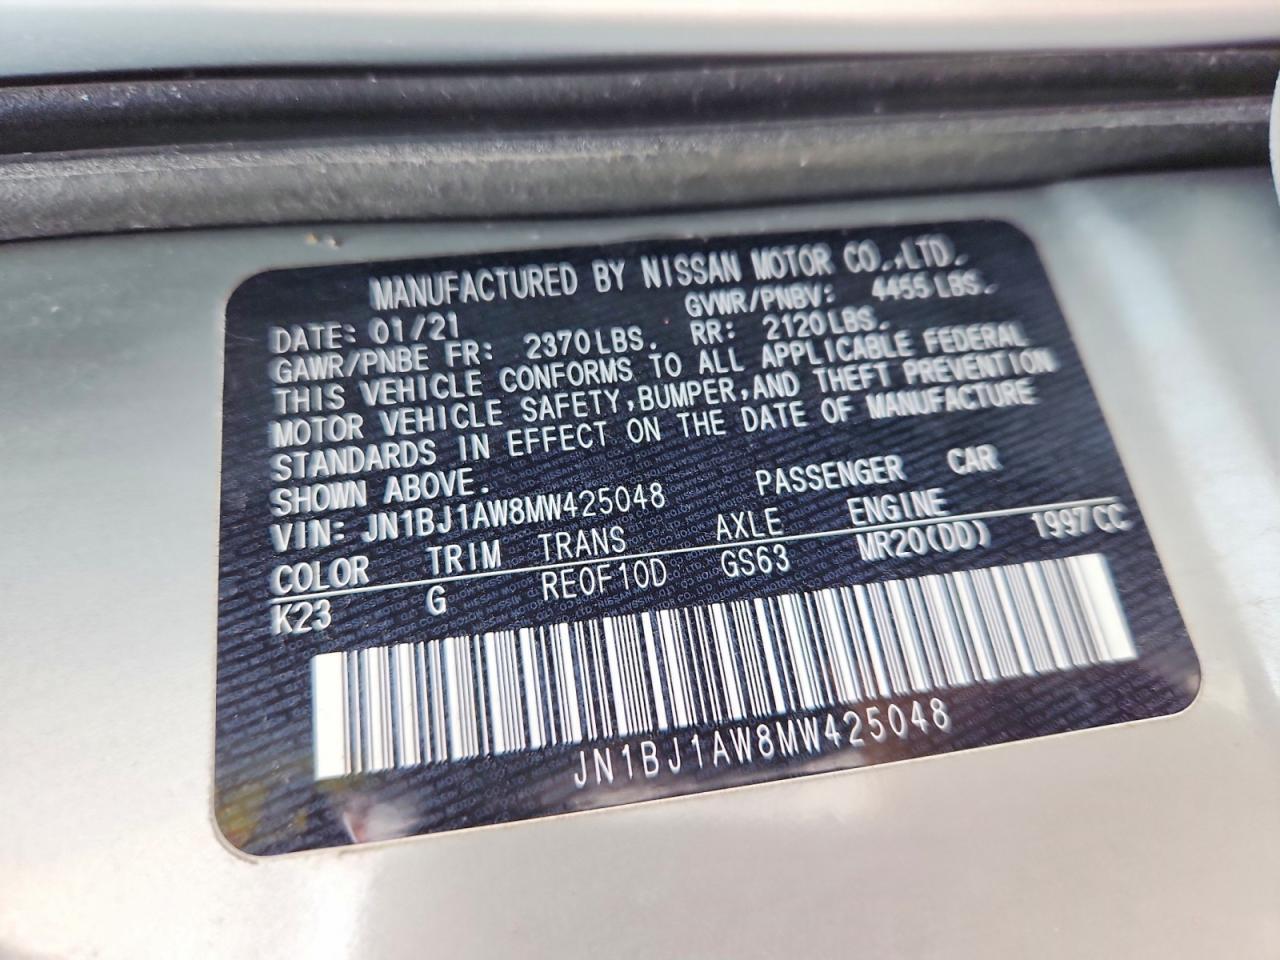 MANUFACTURED BY NISSAN MOTOR CO.,LTD.
DATE: 01/21 GVWR/PNBV: 4455 LBS.
GAWR/PNBE FR: 2370 LBS. RR: 2120 LBS.
THIS VEHICLE CONFORMS TO ALL APPLICABLE FEDERAL
MOTOR VEHICLE SAFETY,BUMPER,AND THEFT PREVENTION
STANDARDS IN EFFECT ON THE DATE OF MANUFACTURE
SHOWN ABOVE.
VIN: JN1BJ1AW8MW425048 PASSENGER CAR
COLOR TRIM TRANS AXLE ENGINE
K23 G RE0F10D GS63 MR20(DD) 1997CC
JN1BJ1AW8MW425048